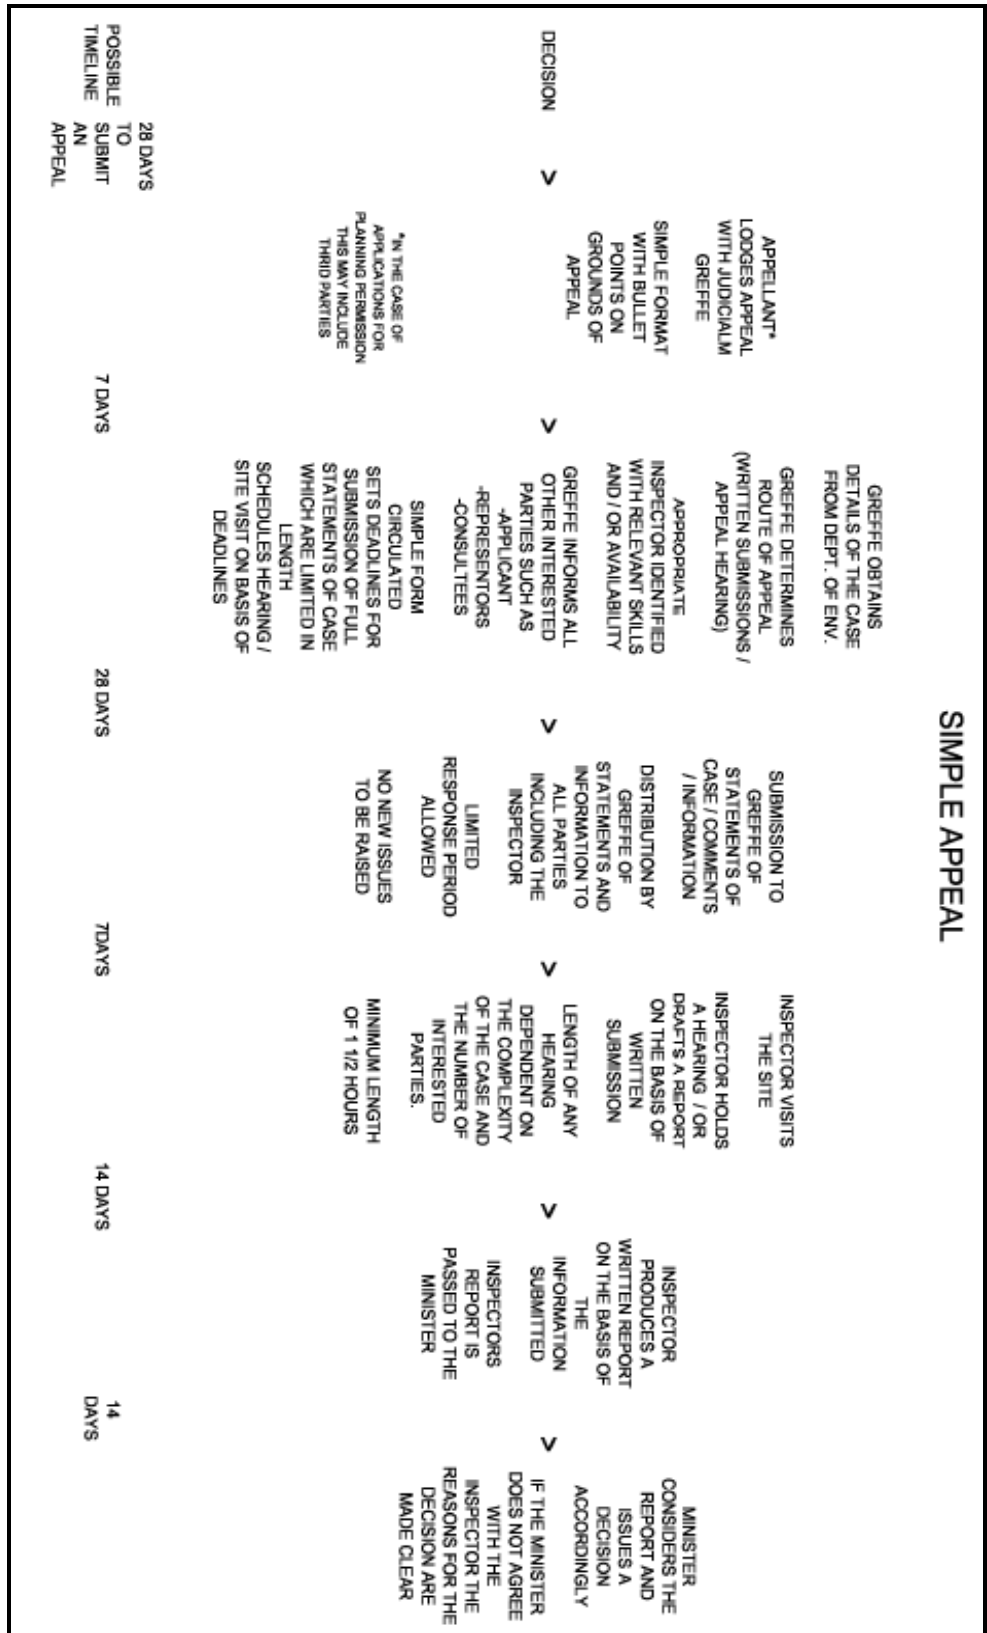 SIMPLE APPEAL
DECISION
>
APPELLANT*
LODGES APPEAL
WITH JUDICIALM
GREFFE
SIMPLE FORMAT
WITH BULLET
POINTS ON
GROUNDS OF
APPEAL
*IN THE CASE OF
APPLICATIONS FOR
PLANNING PERMISSION
THIS MAY INCLUDE
THRID PARTIES
>
GREFFE OBTAINS
DETAILS OF THE CASE
FROM DEPT. OF ENV.
GREFFE DETERMINES
ROUTE OF APPEAL
(WRITTEN SUBMISSIONS /
APPEAL HEARING)
APPROPRIATE
INSPECTOR IDENTIFIED
WITH RELEVANT SKILLS
AND / OR AVAILABILITY
GREFFE INFORMS ALL
OTHER INTERESTED
PARTIES SUCH AS
-APPLICANT
-REPRESENTORS
-CONSULTEES
SIMPLE FORM
CIRCULATED
SETS DEADLINES FOR
SUBMISSION OF FULL
STATEMENTS OF CASE
WHICH ARE LIMITED IN
LENGTH
SCHEDULES HEARING /
SITE VISIT ON BASIS OF
DEADLINES
>
SUBMISSION TO
GREFFE OF
STATEMENTS OF
CASE / COMMENTS
/ INFORMATION
DISTRIBUTION BY
GREFFE OF
STATEMENTS AND
INFORMATION TO
ALL PARTIES
INCLUDING THE
INSPECTOR
LIMITED
RESPONSE PERIOD
ALLOWED
NO NEW ISSUES
TO BE RAISED
>
INSPECTOR VISITS
THE SITE
INSPECTOR HOLDS
A HEARING / OR
DRAFTS A REPORT
ON THE BASIS OF
WRITTEN
SUBMISSION
LENGTH OF ANY
HEARING
DEPENDENT ON
THE COMPLEXITY
OF THE CASE AND
THE NUMBER OF
INTERESTED
PARTIES.
MINIMUM LENGTH
OF 1 1/2 HOURS
>
INSPECTOR
PRODUCES A
WRITTEN REPORT
ON THE BASIS OF
THE
INFORMATION
SUBMITTED
INSPECTORS
REPORT IS
PASSED TO THE
MINISTER
>
MINISTER
CONSIDERS THE
REPORT AND
ISSUES A
DECISION
ACCORDINGLY
IF THE MINISTER
DOES NOT AGREE
WITH THE
INSPECTOR THE
REASONS FOR THE
DECISION ARE
MADE CLEAR
POSSIBLE
TIMELINE
28 DAYS
TO
SUBMIT
AN
APPEAL
7 DAYS
28 DAYS
7DAYS
14 DAYS
14
DAYS